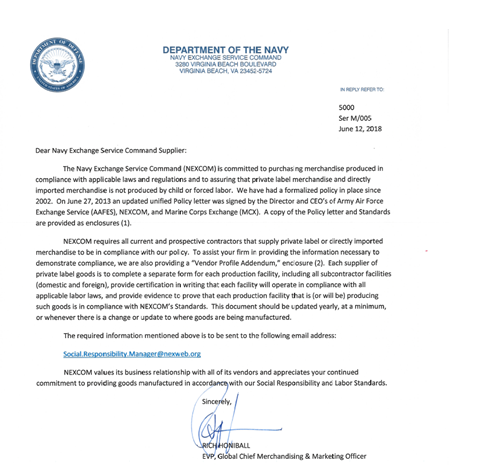 DEPARTMENT OF THE NAVY
NAVY EXCHANGE SERVICE COMMAND
3280 VIRGINIA BEACH BOULEVARD
VIRGINIA BEACH, VA 23452-5724
IN REPLY REFER TO:
5000
Ser M/005
June 12, 2018
Dear Navy Exchange Service Command Supplier:
The Navy Exchange Service Command (NEXCOM) is committed to purchasing merchandise produced in
compliance with applicable laws and regulations and to assuring that private label merchandise and directly
imported merchandise is not produced by child or forced labor. We have had a formalized policy in place since
2002. On June 27, 2013 an updated unified Policy letter was signed by the Director and CEO's of Army Air Force
Exchange Service (AAFES), NEXCOM, and Marine Corps Exchange (MCX). A copy of the Policy letter and Standards
are provided as enclosures (1).
NEXCOM requires all current and prospective contractors that supply private label or directly imported
merchandise to be in compliance with our policy. To assist your firm in providing the information necessary to
demonstrate compliance, we are also providing a "Vendor Profile Addendum," enclosure (2). Each supplier of
private label goods is to complete a separate form for each production facility, including all subcontractor facilities
(domestic and foreign), provide certification in writing that each facility will operate in compliance with all
applicable labor laws, and provide evidence to prove that each production facility that is (or will be) producing
such goods is in compliance with NEXCOM's Standards. This document should be updated yearly, at a minimum,
or whenever there is a change or update to where goods are being manufactured.
The required information mentioned above is to be sent to the following email address:
Social.Responsibility.Manager@nexweb.org
NEXCOM values its business relationship with all of its vendors and appreciates your continued
commitment to providing goods manufactured in accordance with our Social Responsibility and Labor Standards.
Sincerely,
RICH HONIBALL
EVP, Global Chief Merchandising & Marketing Officer